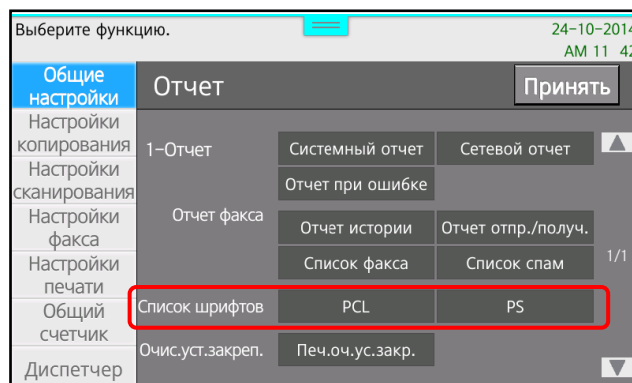 Выберите функцию.
24-10-2014
AM 11 42
Общие
настройки
Настройки
копирования
Настройки
сканирования
Настройки
факса
Настройки
печати
Общий
счетчик
Диспетчер
Отчет
Принять
1-Отчет
Системный отчет
Сетевой отчет
Отчет при ошибке
Отчет факса
Отчет истории
Отчет отпр./получ.
Список факса
Список спам
1/1
Список шрифтов
PCL
PS
Очис.уст.закреп.
Печ.оч.ус.закр.